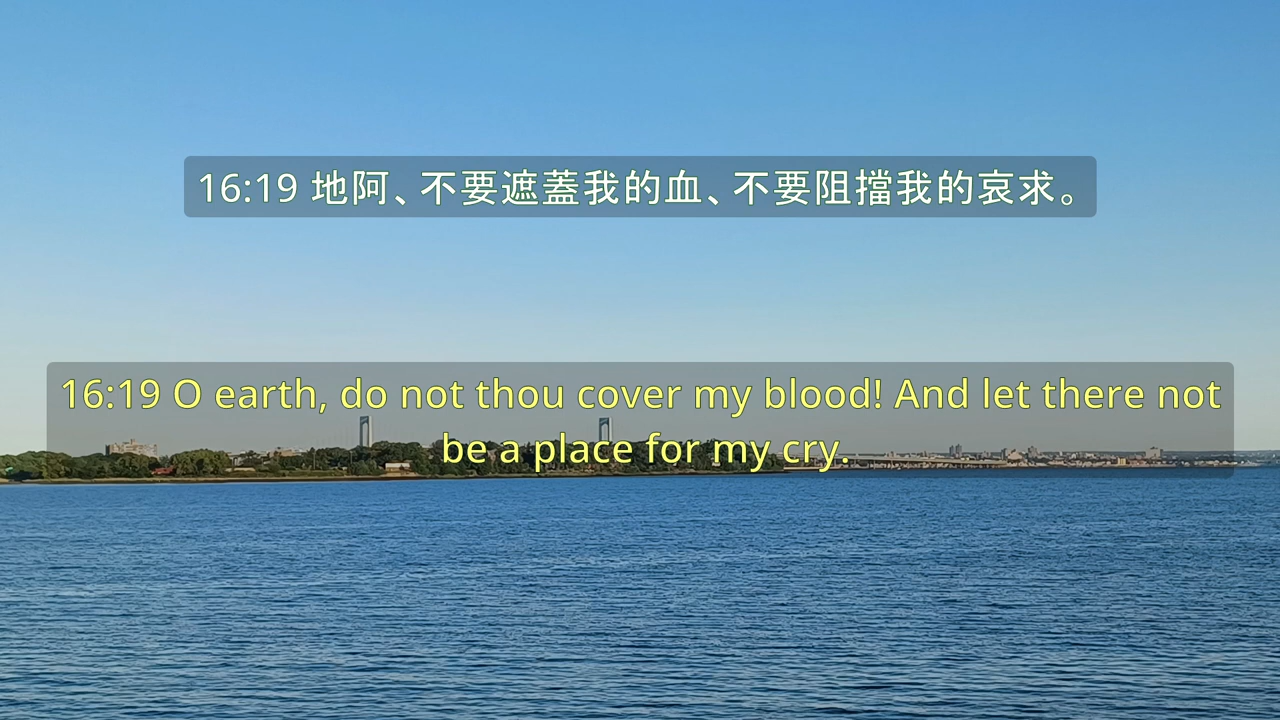 16:19 地阿、不要遮蓋我的血、不要阻擋我的哀求。
16:19 O earth, do not thou cover my blood! And let there not
be a place for my cry.